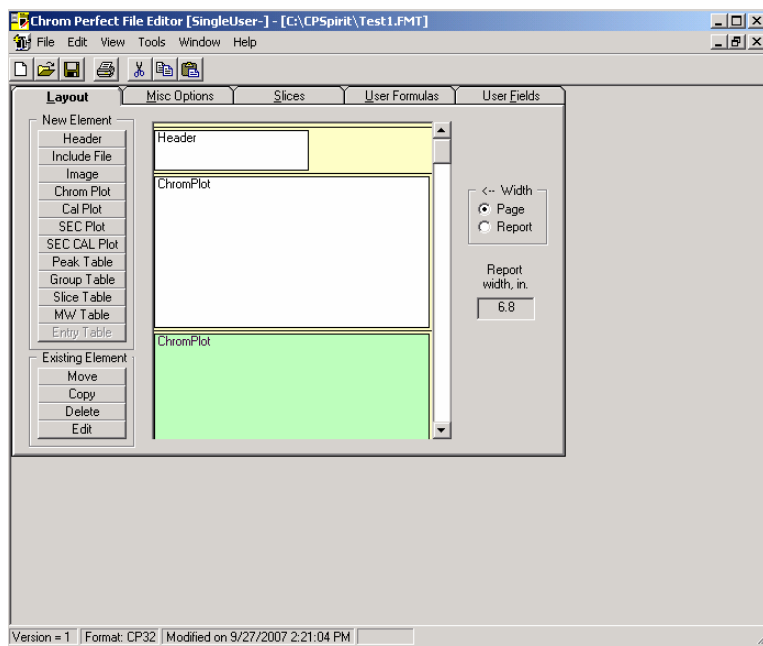 Chrom Perfect File Editor [SingleUser-] - [C:\CPSpirit\Test1.FMT]
File Edit View Tools Window Help
Layout Misc Options Slices User Formulas User Fields
New Element
Header
Include File
Image
Chrom Plot
Cal Plot
SEC Plot
SEC CAL Plot
Peak Table
Group Table
Slice Table
MW Table
Entry Table
Existing Element
Move
Copy
Delete
Edit
Header
ChromPlot
ChromPlot
<-- Width
Page
Report
Report
width, in.
6.8
Version = 1 Format: CP32 Modified on 9/27/2007 2:21:04 PM